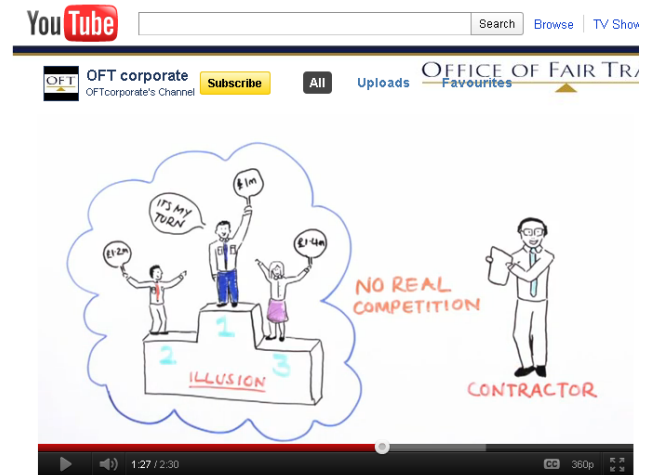 You Tube
Search
Browse
TV Show
OFT
OFT corporate
OFTcorporate's Channel
Subscribe
All
Uploads
Favourites
OFFICE OF FAIR TRA
£1m
IT'S MY
TURN
£1.2m
£1.4m
NO REAL
COMPETITION
1
2
3
ILLUSION
CONTRACTOR
1:27 / 2:30
CC
360p